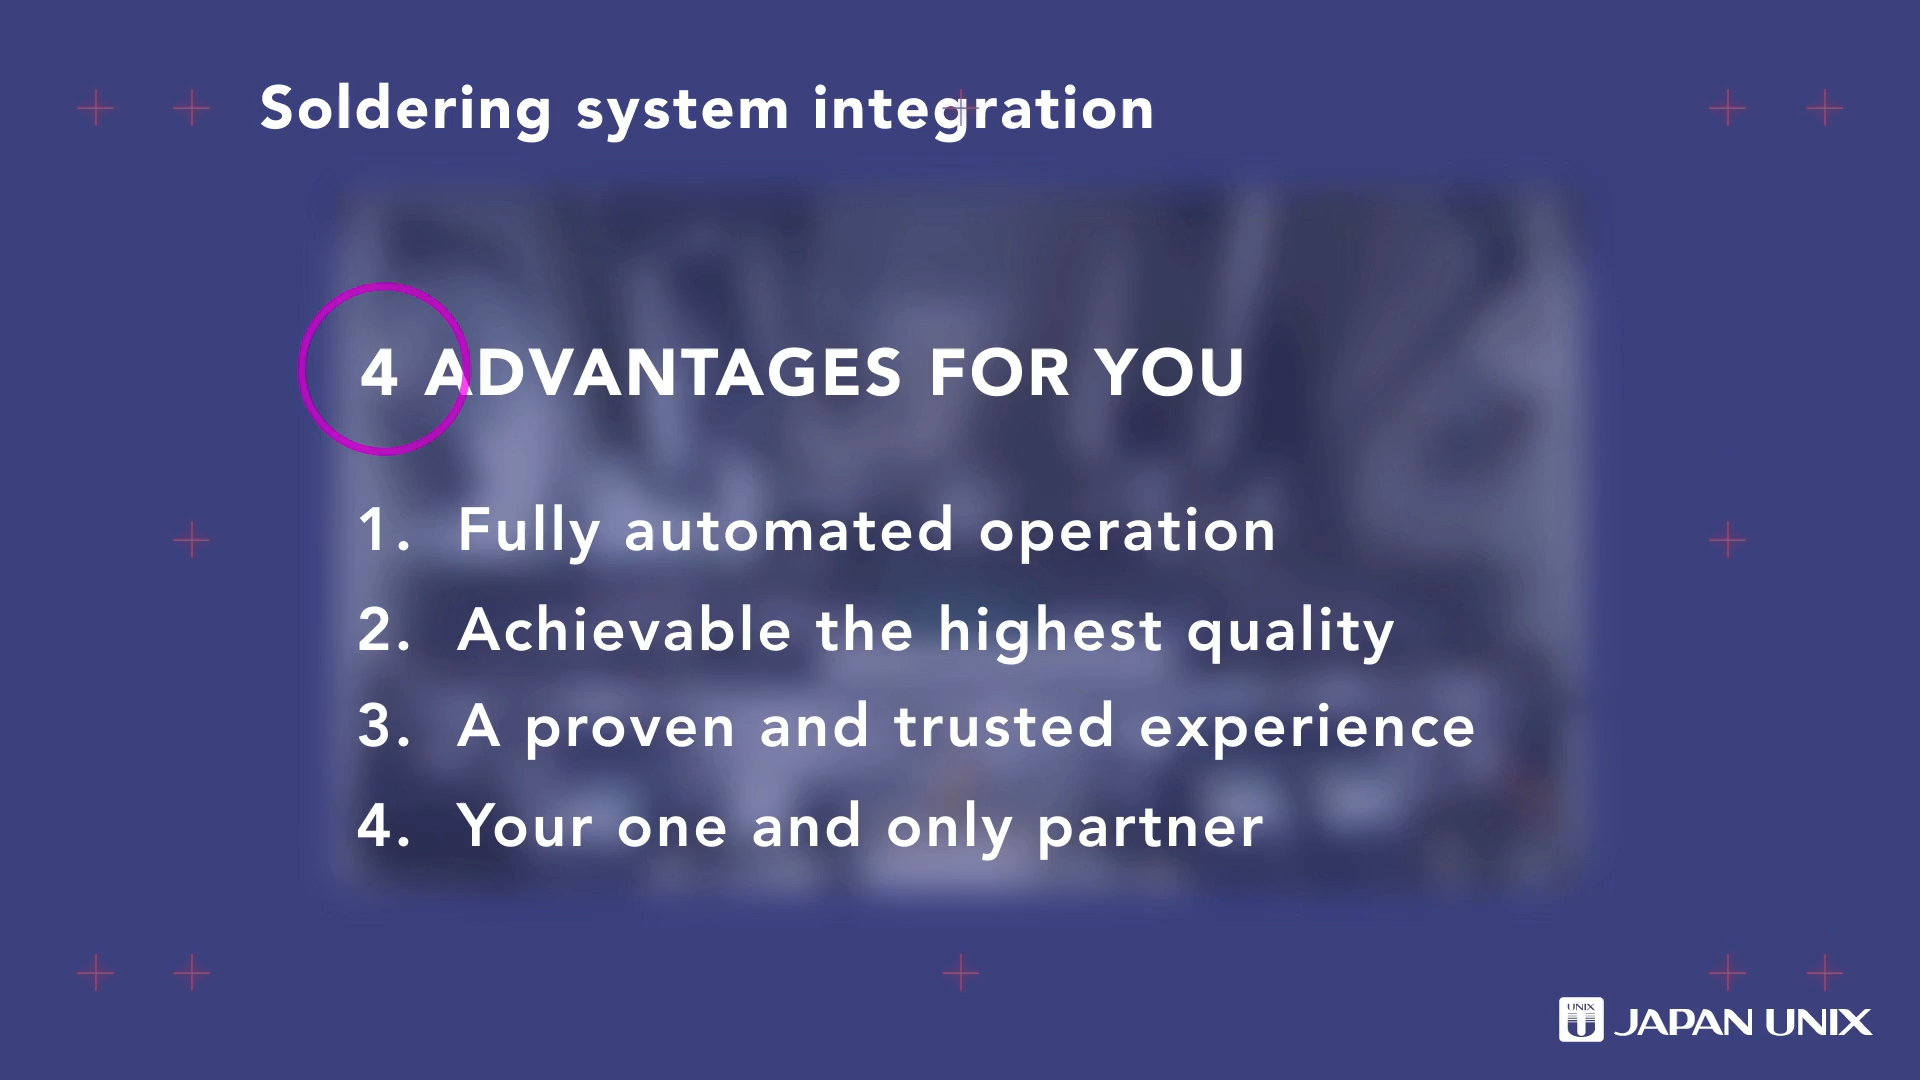 Soldering system integration
4 ADVANTAGES FOR YOU
1. Fully automated operation
2. Achievable the highest quality
3. A proven and trusted experience
4. Your one and only partner
UNIX
JAPAN UNIX